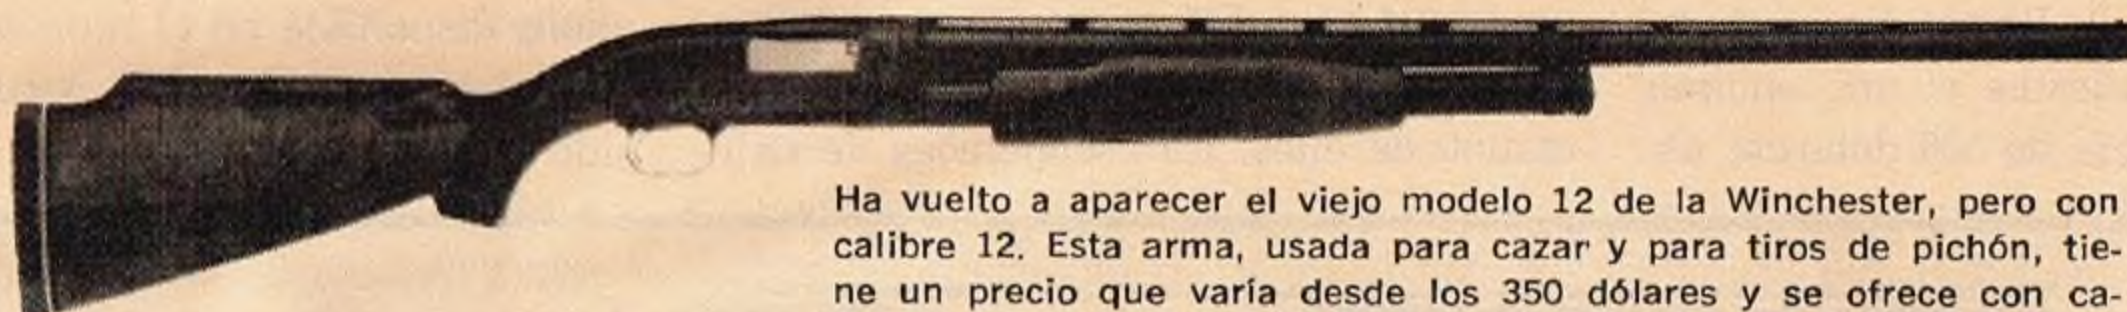 Ha vuelto a aparecer el viejo modelo 12 de la Winchester, pero con
calibre 12. Esta arma, usada para cazar y para tiros de pichón, tie-
ne un precio que varía desde los 350 dólares y se ofrece con ca-